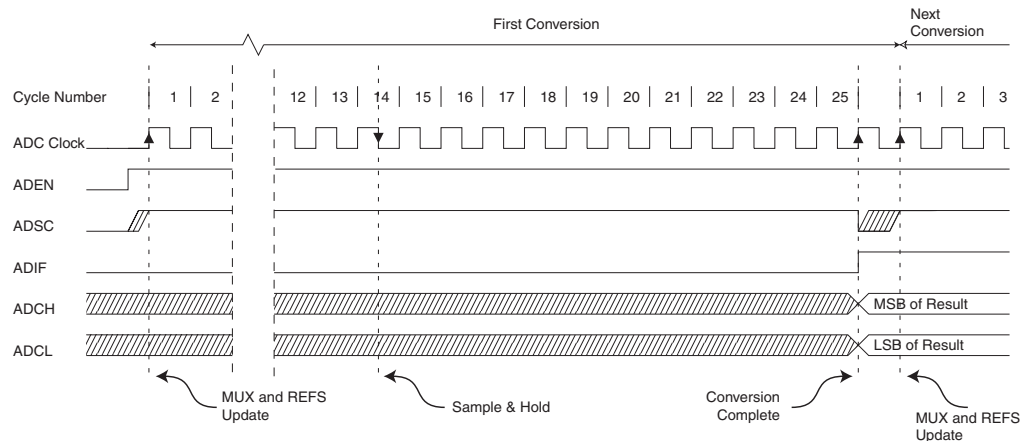 First Conversion
Next
Conversion
Cycle Number 1 2 12 13 14 15 16 17 18 19 20 21 22 23 24 25 1 2 3
ADC Clock
ADEN
ADSC
ADIF
ADCH MSB of Result
ADCL LSB of Result
MUX and REFS
Update
Sample & Hold
Conversion
Complete
MUX and REFS
Update